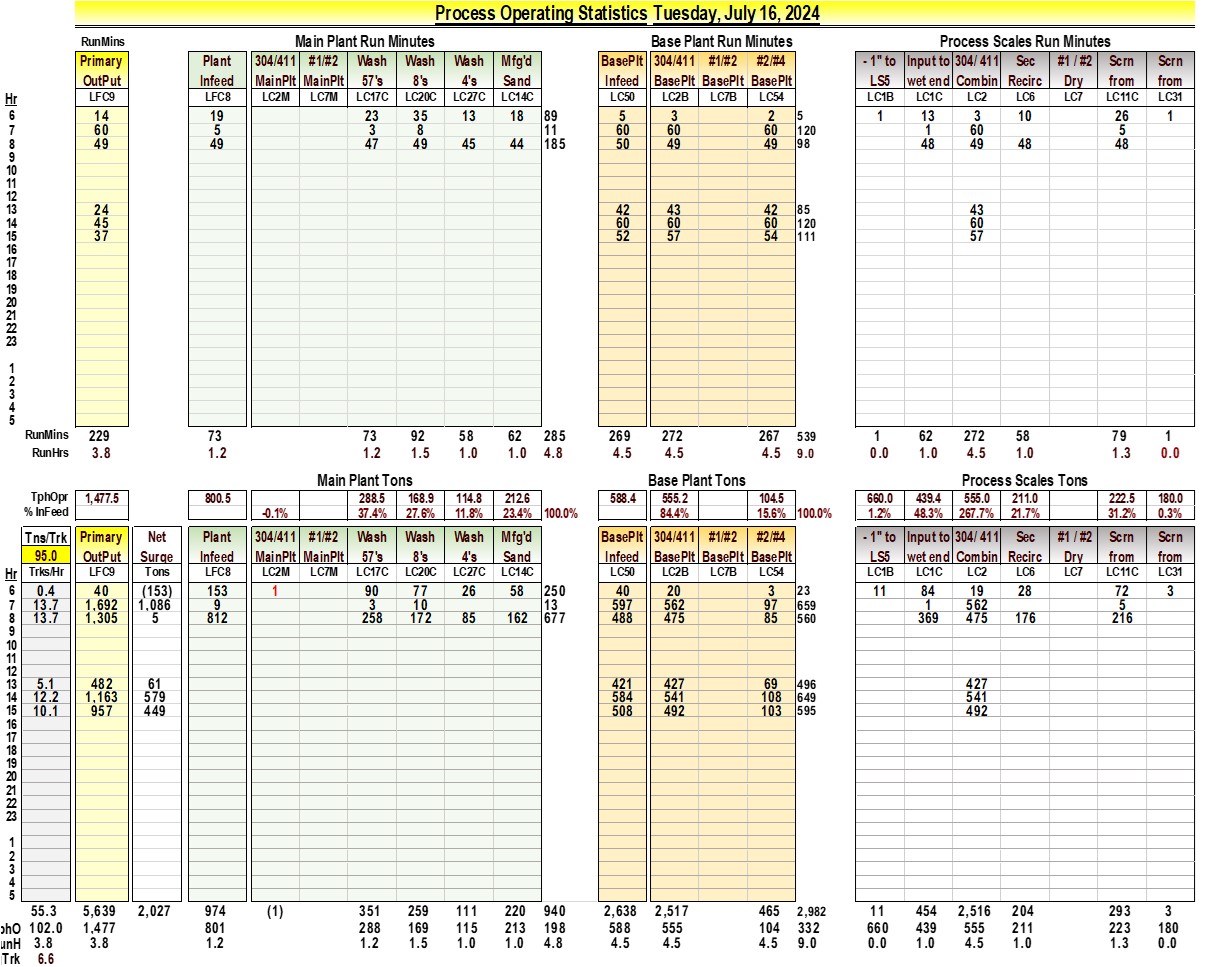 Process Operating Statistics Tuesday, July 16, 2024
RunMins Main Plant Run Minutes Base Plant Run Minutes Process Scales Run Minutes
Primary Plant 304/411 #1/#2 Wash Wash Wash Mfg'd BasePlt 304/411 #1/#2 #2/#4 - 1" to Input to 304/ 411 Sec #1 / #2 Scrn Scrn
OutPut Infeed MainPlt MainPlt 57's 8's 4's Sand Infeed BasePlt BasePlt BasePlt LS5 wet end Combin Recirc Dry from from
Hr LFC9 LFC8 LC2M LC7M LC17C LC20C LC27C LC14C LC50 LC2B LC7B LC54 LC1B LC1C LC2 LC6 LC7 LC11C LC31
6 14 19 23 35 13 18 89 5 3 2 5 1 13 3 10 26 1
7 60 5 3 8 11 60 60 60 120 1 60 5
8 49 49 47 49 45 44 185 50 49 49 98 48 49 48 48
9
10
11
12
13 24 42 43 42 85 43
14 45 60 60 60 120 60
15 37 52 57 54 111 57
16
17
18
19
20
21
22
23
1
2
3
4
5
RunMins 229 73 73 92 58 62 285 269 272 267 539 1 62 272 58 79 1
RunHrs 3.8 1.2 1.2 1.5 1.0 1.0 4.8 4.5 4.5 4.5 9.0 0.0 1.0 4.5 1.0 1.3 0.0
Main Plant Tons Base Plant Tons Process Scales Tons
TphOpr 1,477.5 800.5 288.5 168.9 114.8 212.6 588.4 555.2 104.5 660.0 439.4 555.0 211.0 222.5 180.0
% InFeed -0.1% 37.4% 27.6% 11.8% 23.4% 100.0% 84.4% 15.6% 100.0% 1.2% 48.3% 267.7% 21.7% 31.2% 0.3%
Tns/Trk Primary Net Plant 304/411 #1/#2 Wash Wash Wash Mfg'd BasePlt 304/411 #1/#2 #2/#4 - 1" to Input to 304/ 411 Sec #1 / #2 Scrn Scrn
95.0 OutPut Surge Infeed MainPlt MainPlt 57's 8's 4's Sand Infeed BasePlt BasePlt BasePlt LS5 wet end Combin Recirc Dry from from
Hr Trks/Hr LFC9 Tons LFC8 LC2M LC7M LC17C LC20C LC27C LC14C LC50 LC2B LC7B LC54 LC1B LC1C LC2 LC6 LC7 LC11C LC31
6 0.4 40 (153) 153 1 90 77 26 58 250 40 20 3 23 11 84 19 28 72 3
7 13.7 1,692 1,086 9 3 10 13 597 562 97 659 1 562 5
8 13.7 1,305 5 812 258 172 85 162 677 488 475 85 560 369 475 176 216
9
10
11
12
13 5.1 482 61 421 427 69 496 427
14 12.2 1,163 579 584 541 108 649 541
15 10.1 957 449 508 492 103 595 492
16
17
18
19
20
21
22
23
1
2
3
4
5
55.3 5,639 2,027 974 (1) 351 259 111 220 940 2,638 2,517 465 2,982 11 454 2,516 204 293 3
phO 102.0 1,477 801 288 169 115 213 198 588 555 104 332 660 439 555 211 223 180
unH 3.8 3.8 1.2 1.2 1.5 1.0 1.0 4.8 4.5 4.5 4.5 9.0 0.0 1.0 4.5 1.0 1.3 0.0
Trk 6.6